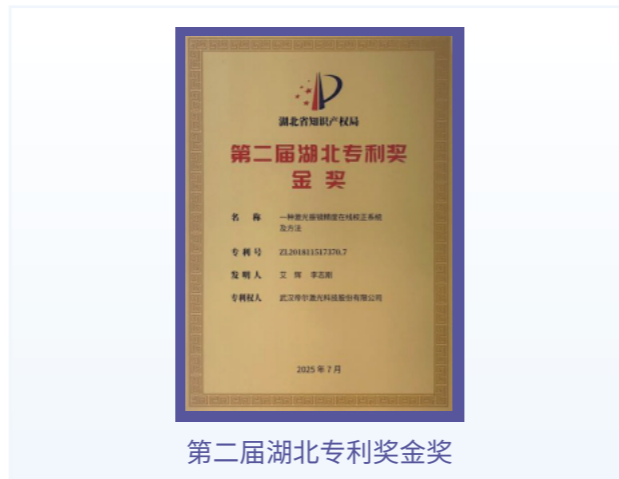 湖北省知识产权局
第二届湖北专利奖
金奖
名称 一种激光振镜精度在线校正系统
及方法
专利号 ZL201811517370.7
发明人 艾辉 李志刚
专利权人 武汉帝尔激光科技股份有限公司
2025年7月
第二届湖北专利奖金奖